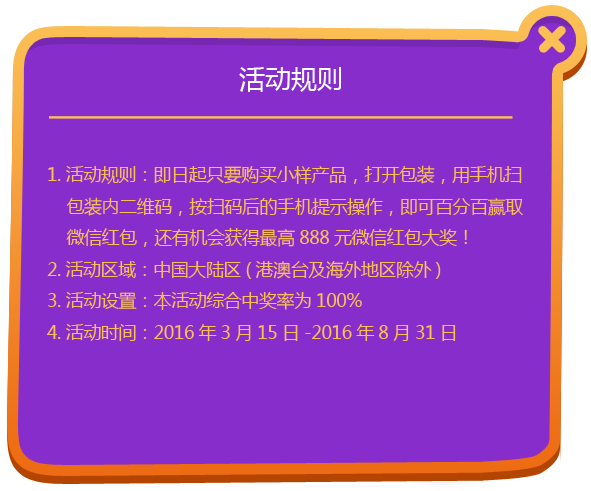 活动规则
1. 活动规则：即日起只要购买小样产品，打开包装，用手机扫
包装内二维码，按扫码后的手机提示操作，即可百分百赢取
微信红包，还有机会获得最高 888 元微信红包大奖！
2. 活动区域：中国大陆区 ( 港澳台及海外地区除外 )
3. 活动设置：本活动综合中奖率为 100%
4. 活动时间：2016 年 3 月 15 日 -2016 年 8 月 31 日